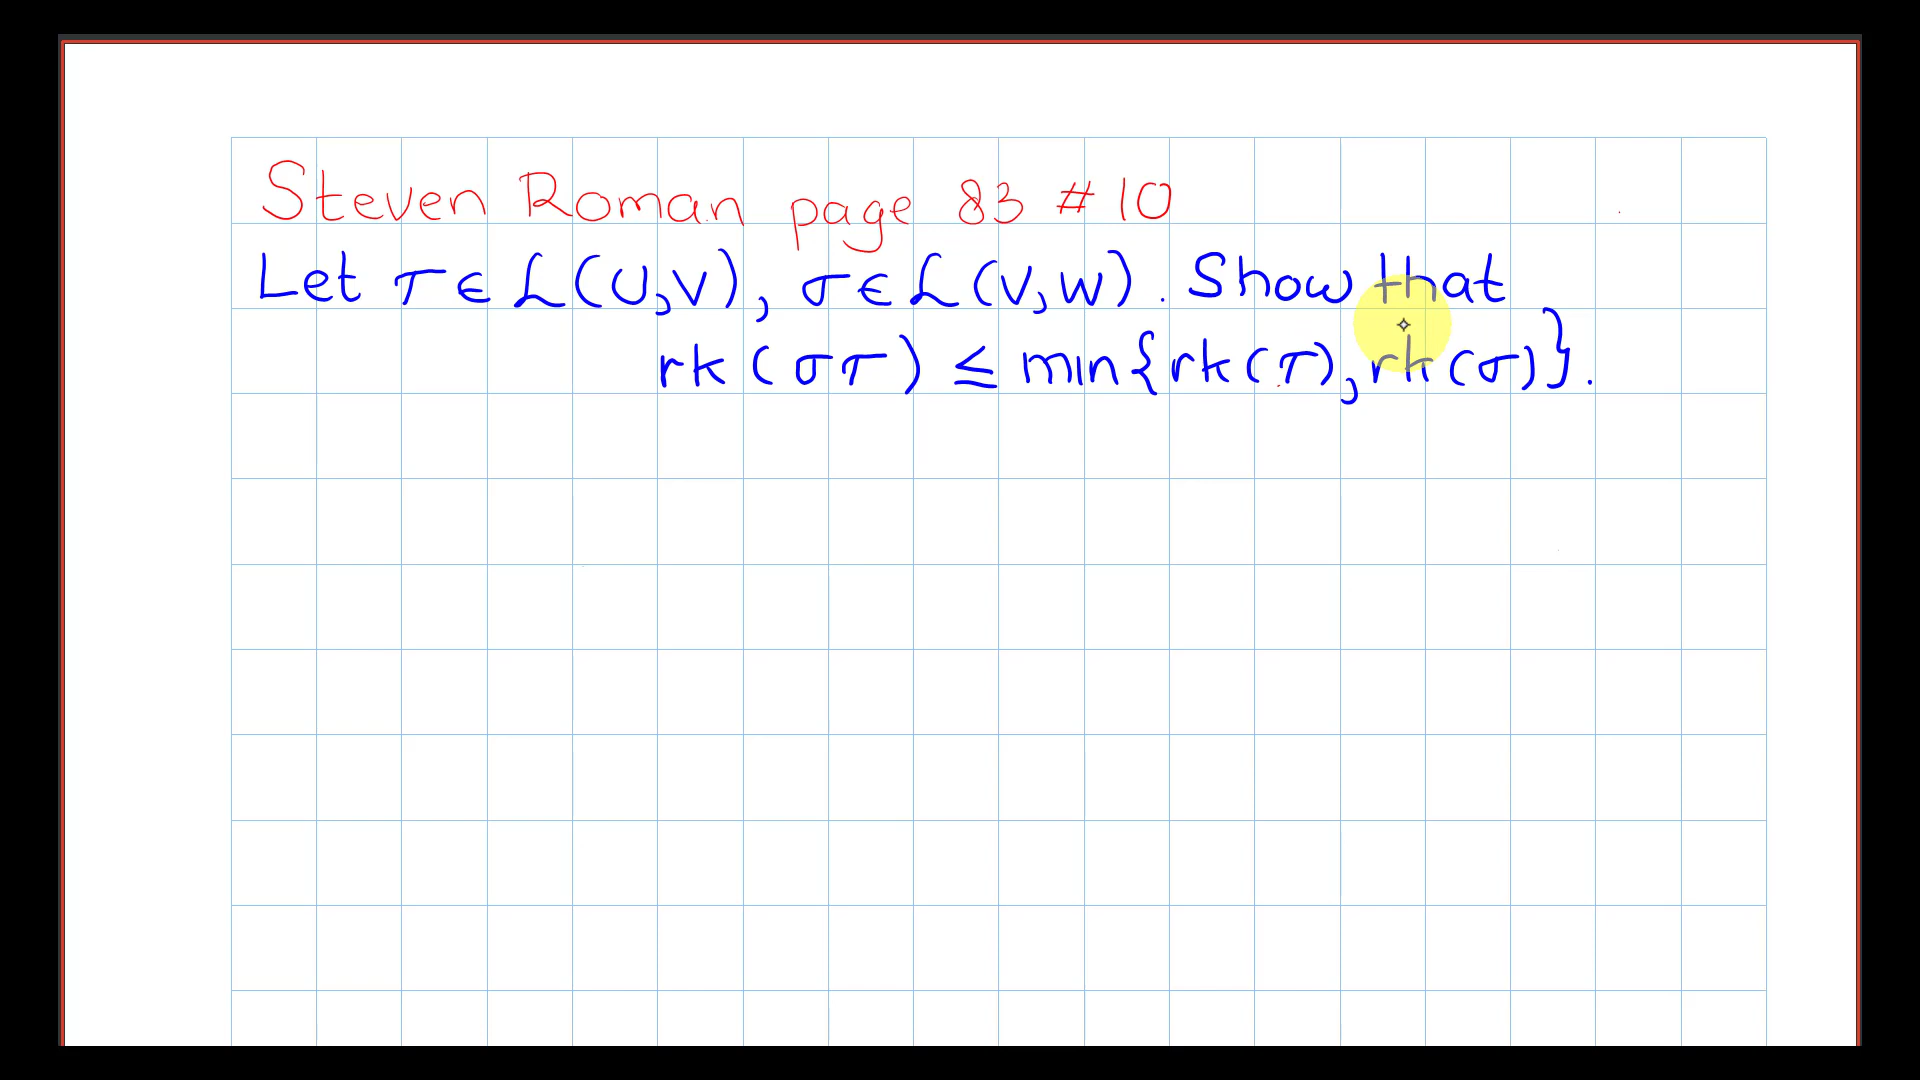 Steven Roman page 83 #10
Let τ ∈ ℒ(U,V), σ ∈ ℒ(V,W). Show that
rk(στ) ≤ min{rk(τ), rk(σ)}.